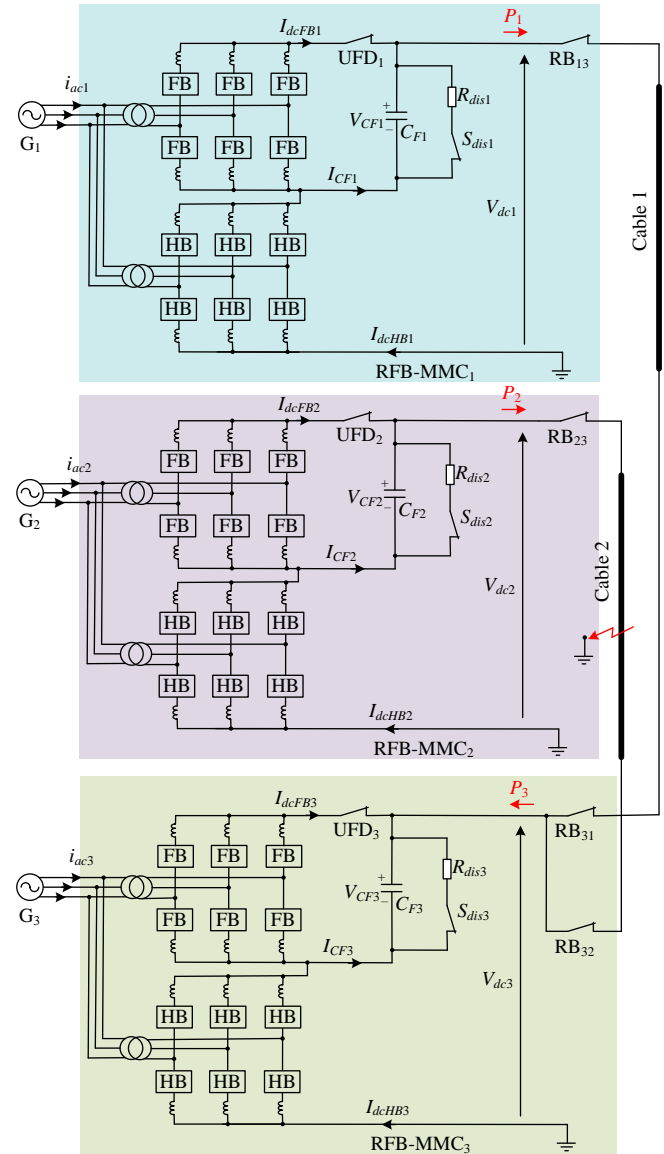 I_dcFB1
P_1
UFD_1
RB_13
i_ac1
FB FB FB
R_dis1
+
V_CF1
−
C_F1
S_dis1
G_1
FB FB FB
I_CF1
V_dc1
Cable 1
HB HB HB
HB HB HB
I_dcHB1
RFB-MMC_1
I_dcFB2
P_2
UFD_2
RB_23
i_ac2
FB FB FB
R_dis2
+
V_CF2
−
C_F2
S_dis2
G_2
FB FB FB
I_CF2
V_dc2
Cable 2
HB HB HB
HB HB HB
I_dcHB2
RFB-MMC_2
I_dcFB3
P_3
UFD_3
RB_31
i_ac3
FB FB FB
R_dis3
+
V_CF3
−
C_F3
S_dis3
G_3
FB FB FB
RB_32
I_CF3
V_dc3
HB HB HB
HB HB HB
I_dcHB3
RFB-MMC_3